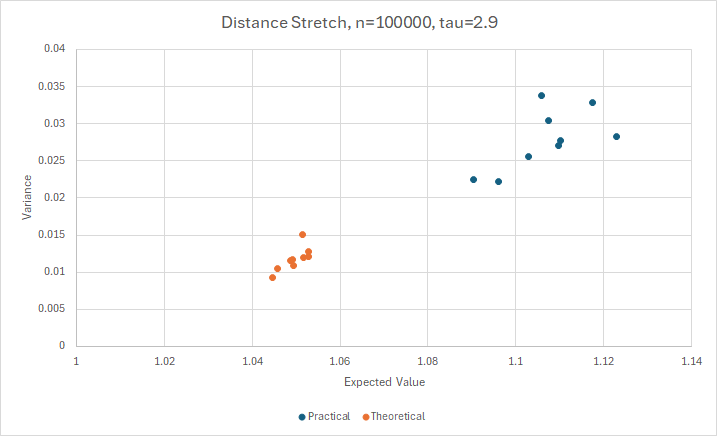 Distance Stretch, n=100000, tau=2.9
0.04
0.035
0.03
0.025
0.02
0.015
0.01
0.005
0
Variance
1 1.02 1.04 1.06 1.08 1.1 1.12 1.14
Expected Value
Practical Theoretical